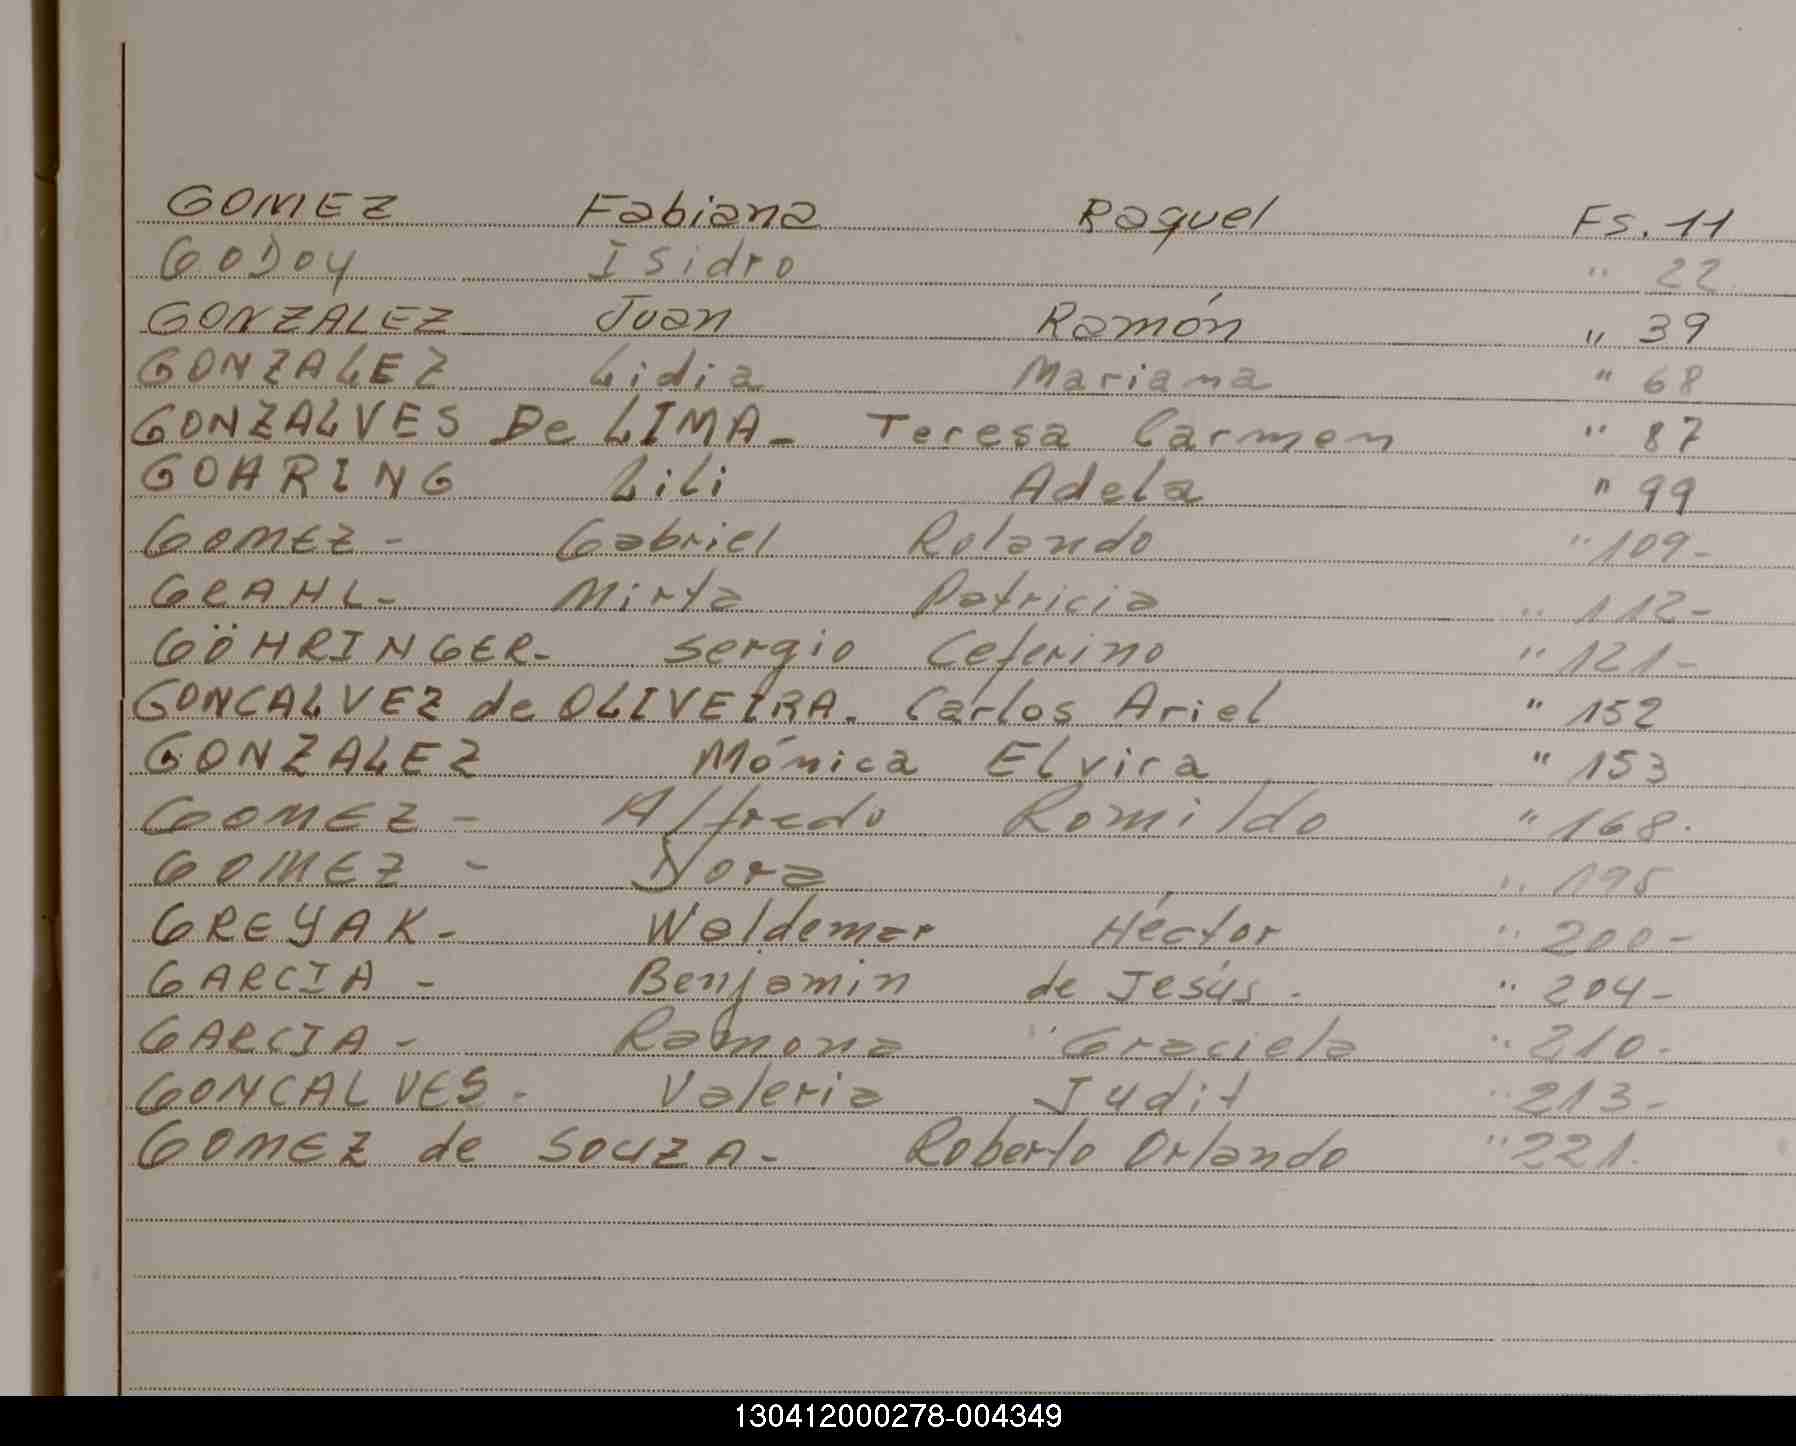 GOMEZ Fabiana Raquel Fs. 11
GODOY Isidro " 22
GONZALEZ Juan Ramón " 39
GONZALEZ Lidia Mariana " 68
GONZALVES De LIMA- Teresa Carmen " 87
GOHRING Lili Adela " 99
GOMEZ - Gabriel Rolando " 109-
GRAHL- Mirta Patricia " 112-
GÖHRINGER- Sergio Ceferino " 121-
GONCALVEZ de OLIVEIRA. Carlos Ariel " 152
GONZALEZ Mónica Elvira " 153
GOMEZ - Alfredo Romildo " 168.
GOMEZ - Nora " 195
GREYAK- Waldemar Héctor " 200-
GARCIA - Benjamin de Jesús. " 204-
GARCIA - Ramona Graciela " 210-
GONCALVES. Valeria Judit " 213-
GOMEZ de SOUZA- Roberto Orlando " 221.
130412000278-004349